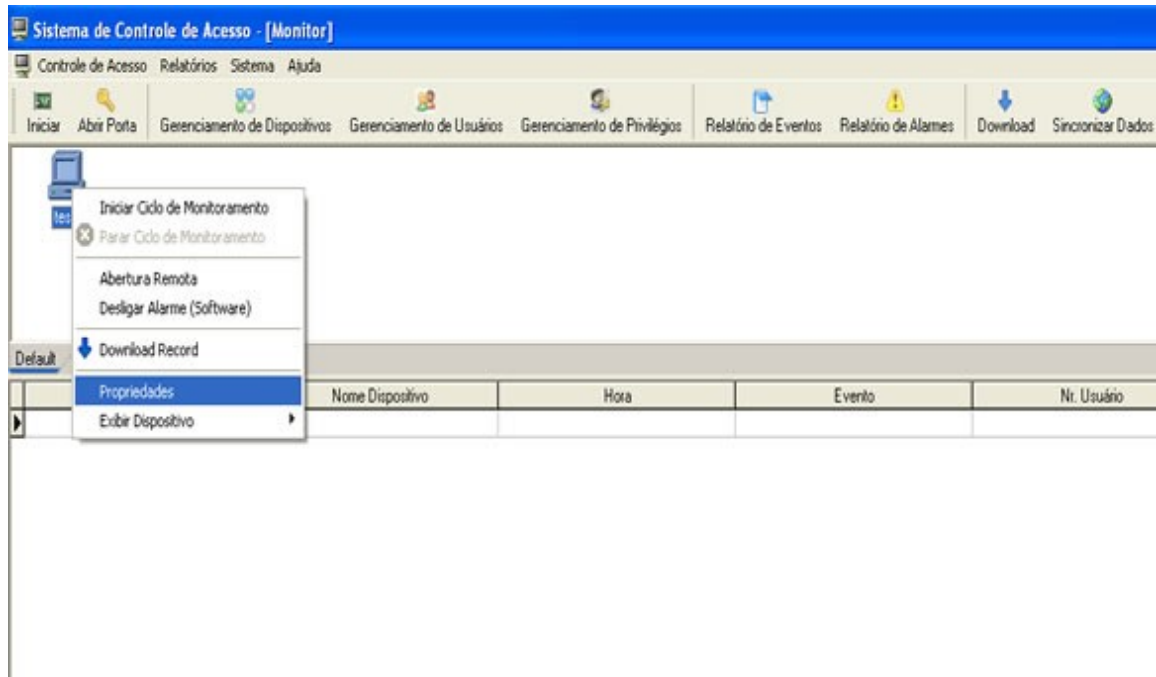 Sistema de Controle de Acesso - [Monitor]
Controle de Acesso Relatórios Sistema Ajuda
Iniciar Abrir Porta Gerenciamento de Dispositivos Gerenciamento de Usuários Gerenciamento de Privilégios Relatório de Eventos Relatório de Alarmes Download Sincronizar Dados
Iniciar Ciclo de Monitoramento
Parar Ciclo de Monitoramento
Abertura Remota
Desligar Alarme (Software)
Download Record
Propriedades
Exibir Dispositivo
Default
Nome Dispositivo Hora Evento Nr. Usuário